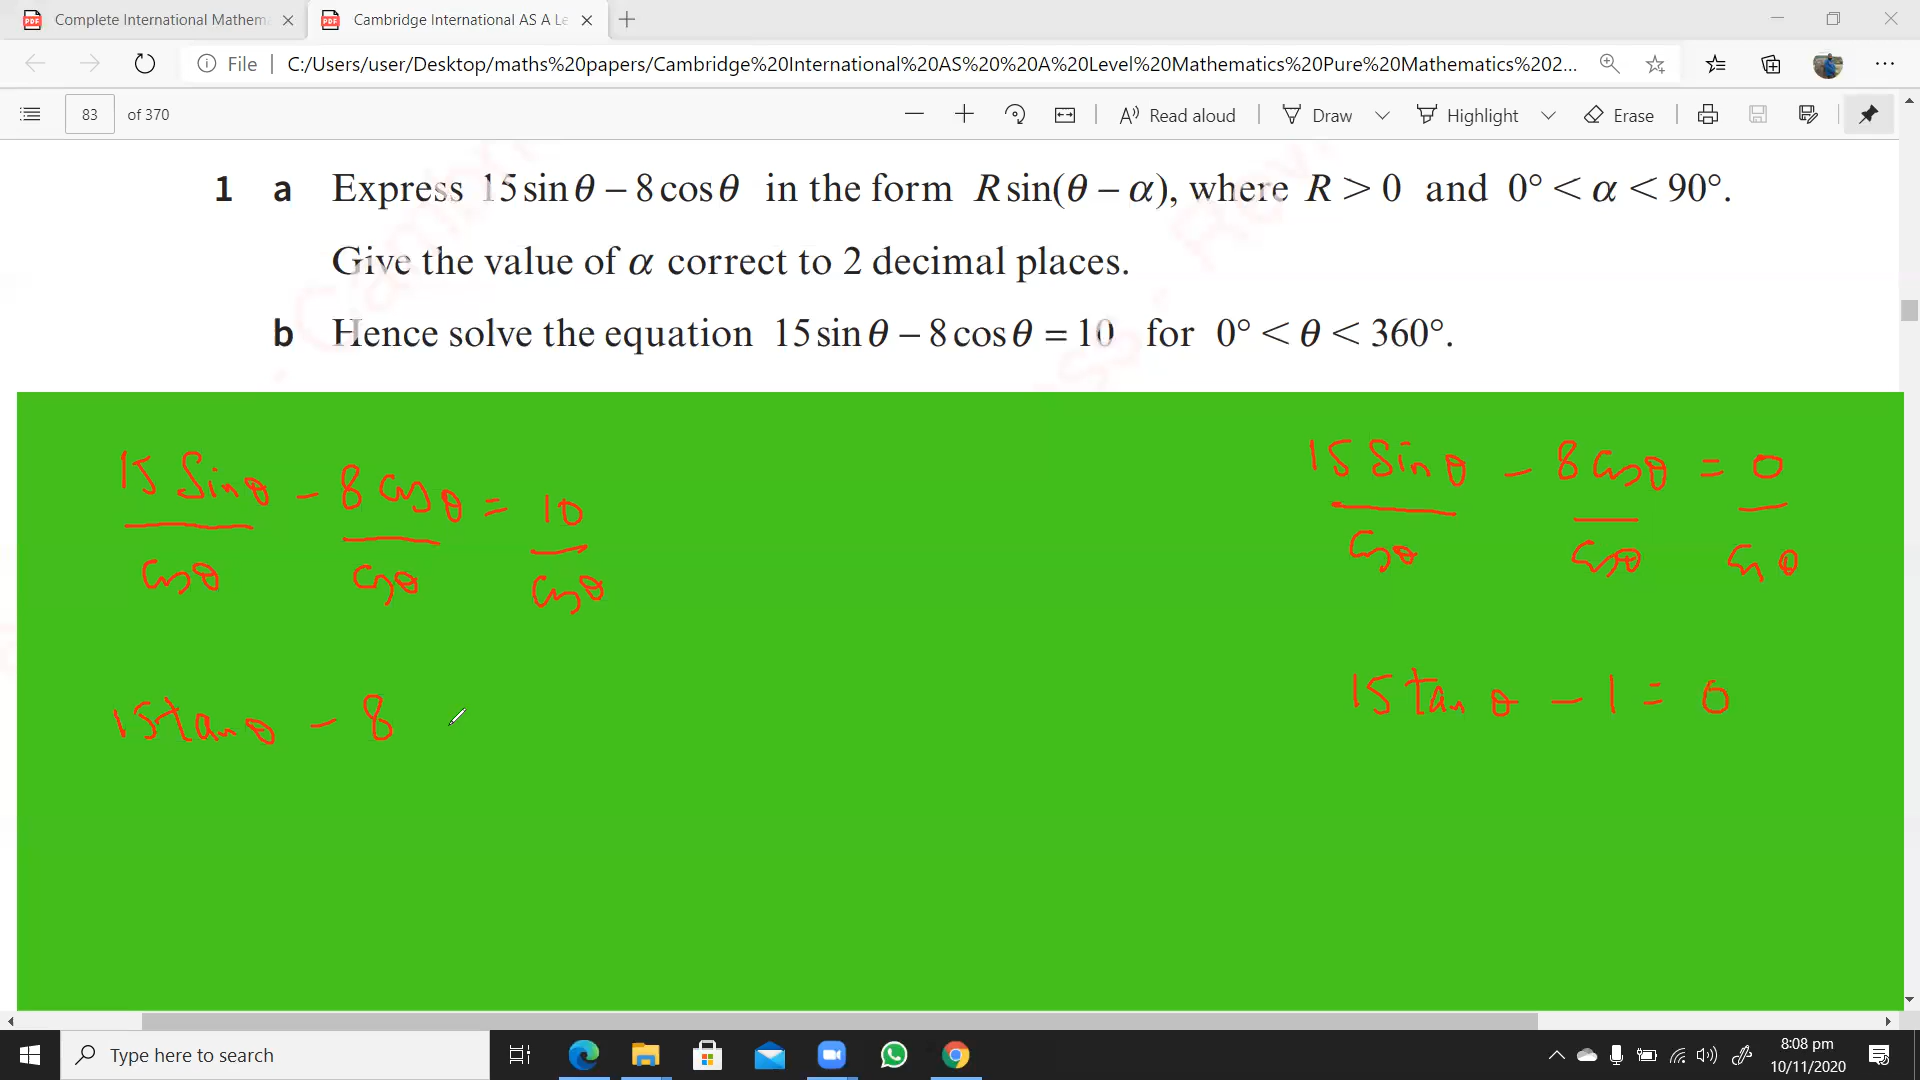 Complete International Mathem
Cambridge International AS A Le
File
C:/Users/user/Desktop/maths%20papers/Cambridge%20International%20AS%20%20A%20Level%20Mathematics%20Pure%20Mathematics%202...
83 of 370
Read aloud
Draw
Highlight
Erase
1 a Express 15 sin θ – 8 cos θ in the form R sin(θ – α), where R > 0 and 0° < α < 90°.
Give the value of α correct to 2 decimal places.
b Hence solve the equation 15 sin θ – 8 cos θ = 10 for 0° < θ < 360°.
15 Sinθ – 8 Cosθ = 10
Cosθ Cosθ Cosθ
15tanθ – 8
15 Sinθ – 8 Cosθ = 0
Cosθ Cosθ Cosθ
15 tan θ – 1 = 0
Type here to search
8:08 pm
10/11/2020